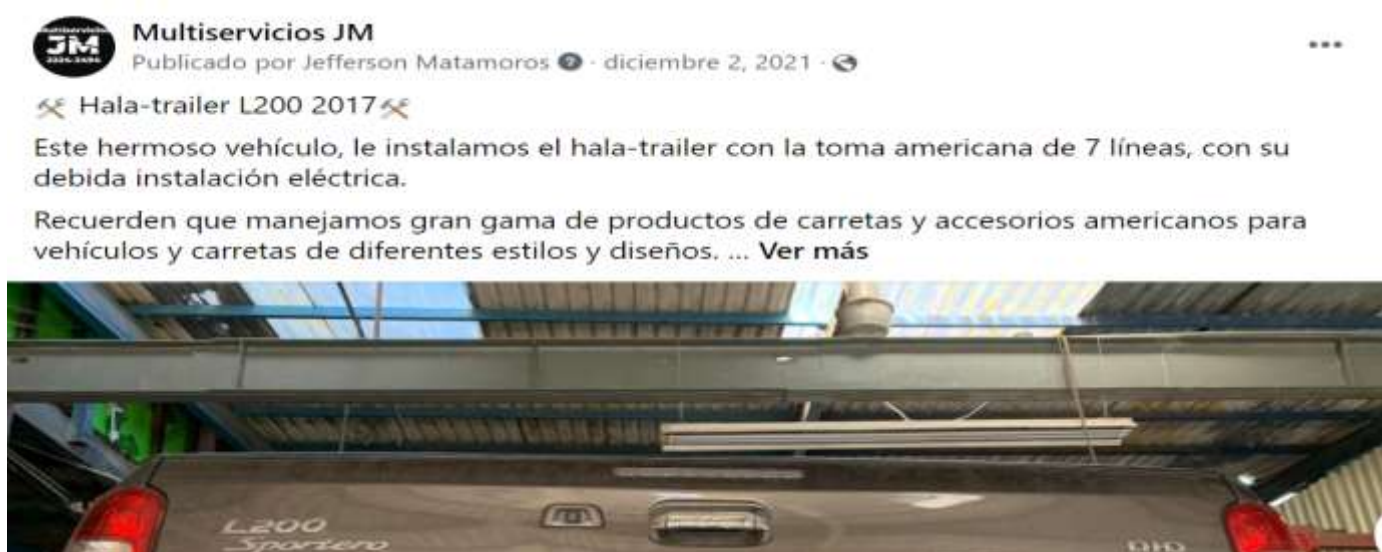 Multiservicios JM
Publicado por Jefferson Matamoros · diciembre 2, 2021 ·
Hala-trailer L200 2017
Este hermoso vehículo, le instalamos el hala-trailer con la toma americana de 7 líneas, con su
debida instalación eléctrica.
Recuerden que manejamos gran gama de productos de carretas y accesorios americanos para
vehículos y carretas de diferentes estilos y diseños. ... Ver más
JM
L200
Sportero
DID